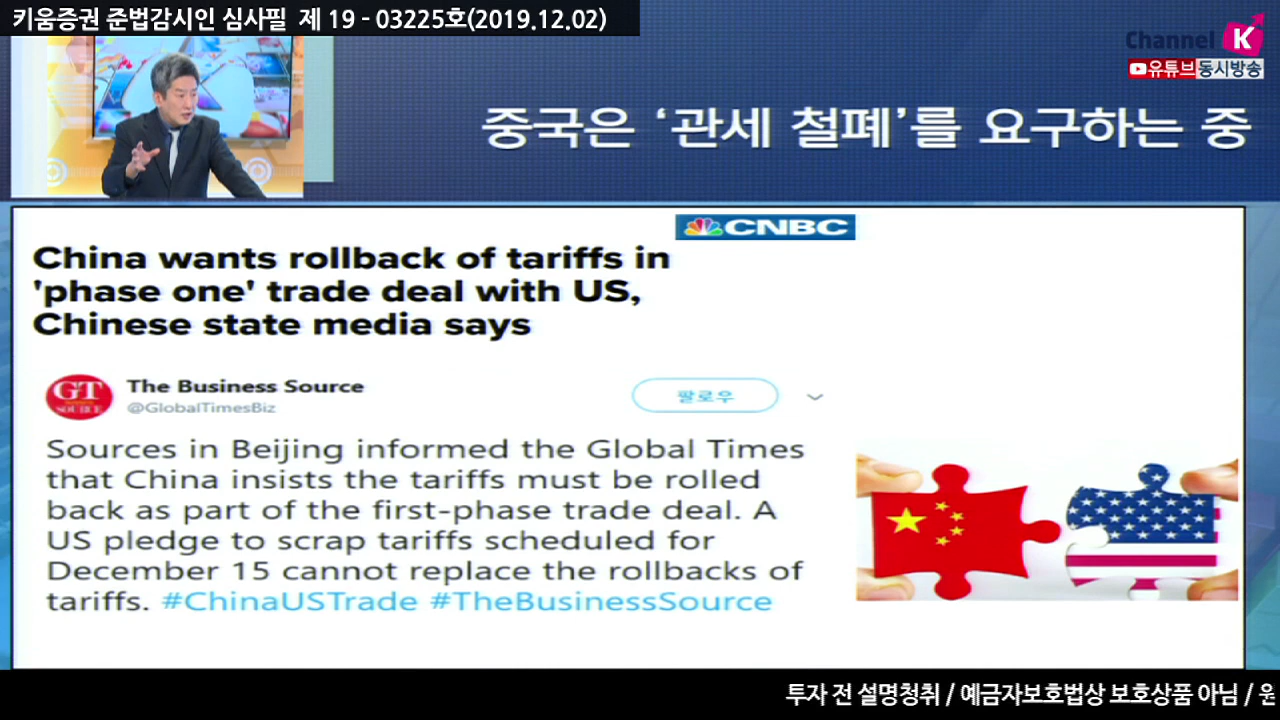 키움증권 준법감시인 심사필 제 19 - 03225호(2019.12.02)
Channel K
유튜브 동시방송
중국은 ‘관세 철폐’를 요구하는 중
CNBC
China wants rollback of tariffs in
'phase one' trade deal with US,
Chinese state media says
GT
SOURCE
The Business Source
@GlobalTimesBiz
팔로우
Sources in Beijing informed the Global Times
that China insists the tariffs must be rolled
back as part of the first-phase trade deal. A
US pledge to scrap tariffs scheduled for
December 15 cannot replace the rollbacks of
tariffs. #ChinaUSTrade #TheBusinessSource
투자 전 설명청취 / 예금자보호법상 보호상품 아님 / 원